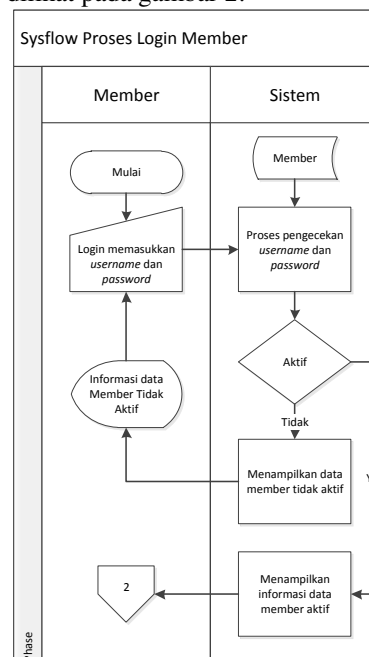 Sysflow Proses Login Member
Member
Sistem
Mulai
Member
Login memasukkan
username dan
password
Proses pengecekan
username dan
password
Informasi data
Member Tidak
Aktif
Aktif
Tidak
Menampilkan data
member tidak aktif
2
Menampilkan
informasi data
member aktif